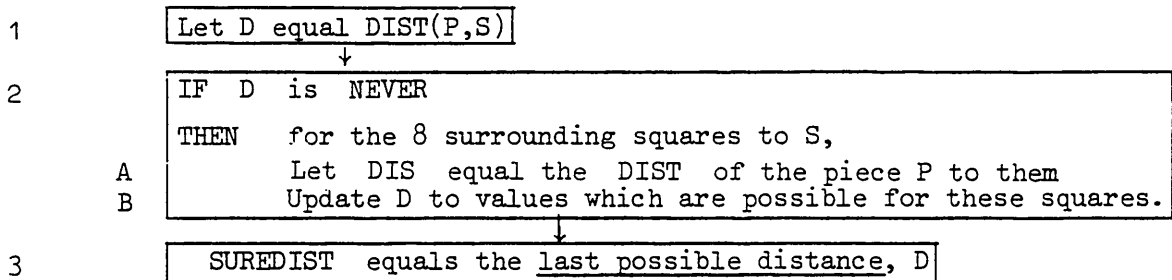 1 Let D equal DIST(P,S)
2 IF D is NEVER
THEN for the 8 surrounding squares to S,
A Let DIS equal the DIST of the piece P to them
B Update D to values which are possible for these squares.
3 SUREDIST equals the last possible distance, D